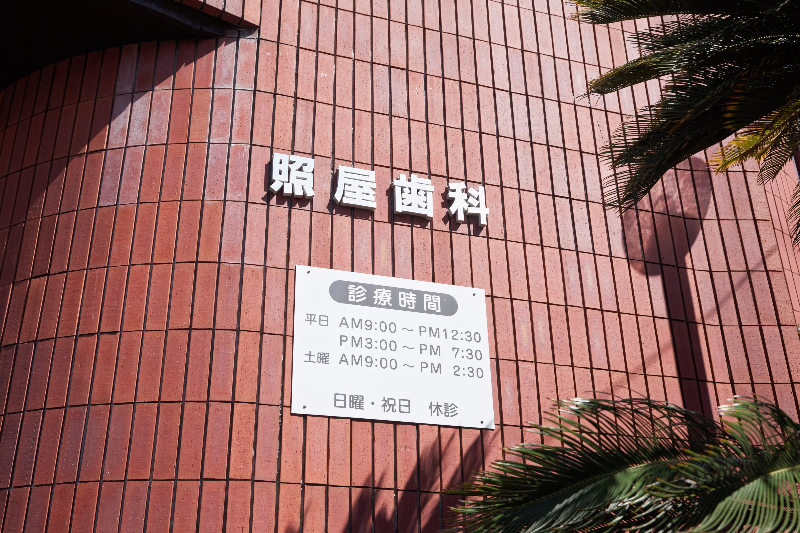 照屋歯科
診療時間
平日 AM9:00～PM12:30
PM3:00～PM 7:30
土曜 AM9:00～PM 2:30
日曜・祝日 休診